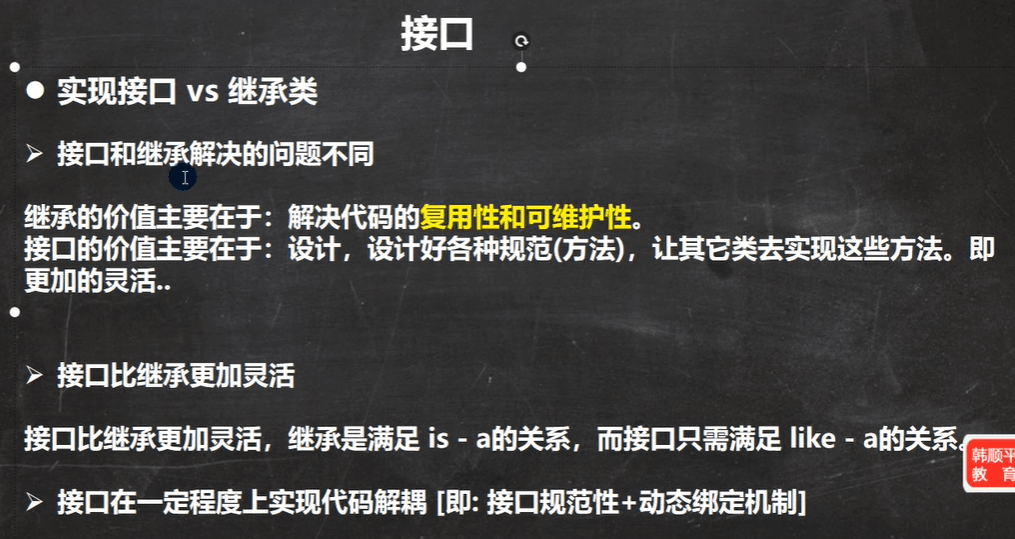 接口
实现接口 vs 继承类
接口和继承解决的问题不同
继承的价值主要在于：解决代码的复用性和可维护性。
接口的价值主要在于：设计，设计好各种规范(方法)，让其它类去实现这些方法。即
更加的灵活..
接口比继承更加灵活
接口比继承更加灵活，继承是满足 is - a的关系，而接口只需满足 like - a的关系。
接口在一定程度上实现代码解耦 [即: 接口规范性+动态绑定机制]
韩顺平
教 育